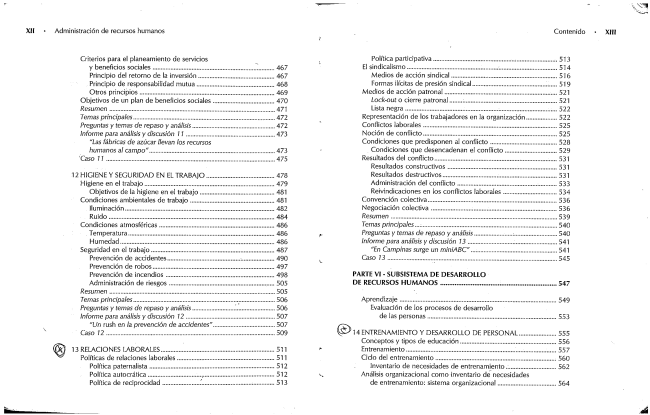 XII • Administración de recursos humanos
Criterios para el planeamiento de servicios
y beneficios sociales 467
Principio del retorno de la inversión 467
Principio de responsabilidad mutua 468
Otros principios 469
Objetivos de un plan de beneficios sociales 470
Resumen 471
Temas principales 472
Preguntas y temas de repaso y análisis 472
Informe para análisis y discusión 11 473
"Las fábricas de azúcar llevan los recursos
humanos al campo" 473
Caso 11 475
12 HIGIENE Y SEGURIDAD EN EL TRABAJO 478
Higiene en el trabajo 479
Objetivos de la higiene en el trabajo 481
Condiciones ambientales de trabajo 481
Iluminación 482
Ruido 484
Condiciones atmosféricas 486
Temperatura 486
Humedad 486
Seguridad en el trabajo 487
Prevención de accidentes 490
Prevención de robos 497
Prevención de incendios 498
Administración de riesgos 505
Resumen 505
Temas principales 506
Preguntas y temas de repaso y análisis 506
Informe para análisis y discusión 12 507
"Un rush en la prevención de accidentes" 507
Caso 12 509
13 RELACIONES LABORALES 511
Políticas de relaciones laborales 511
Política paternalista 512
Política autocrática 512
Política de reciprocidad 513
Contenido • XIII
Política participativa 513
El sindicalismo 514
Medios de acción sindical 516
Formas ilícitas de presión sindical 519
Medios de acción patronal 521
Lock-out o cierre patronal 521
Lista negra 522
Representación de los trabajadores en la organización 522
Conflictos laborales 525
Noción de conflicto 525
Condiciones que predisponen al conflicto 528
Condiciones que desencadenan el conflicto 529
Resultados del conflicto 531
Resultados constructivos 531
Resultados destructivos 531
Administración del conflicto 533
Reivindicaciones en los conflictos laborales 534
Convención colectiva 536
Negociación colectiva 536
Resumen 539
Temas principales 540
Preguntas y temas de repaso y análisis 540
Informe para análisis y discusión 13 541
"En Campinas surge un miniABC" 541
Caso 13 545
PARTE VI - SUBSISTEMA DE DESARROLLO
DE RECURSOS HUMANOS 547
Aprendizaje 549
Evaluación de los procesos de desarrollo
de las personas 553
14 ENTRENAMIENTO Y DESARROLLO DE PERSONAL 555
Conceptos y tipos de educación 556
Entrenamiento 557
Ciclo del entrenamiento 560
Inventario de necesidades de entrenamiento 562
Análisis organizacional como inventario de necesidades
de entrenamiento: sistema organizacional 564